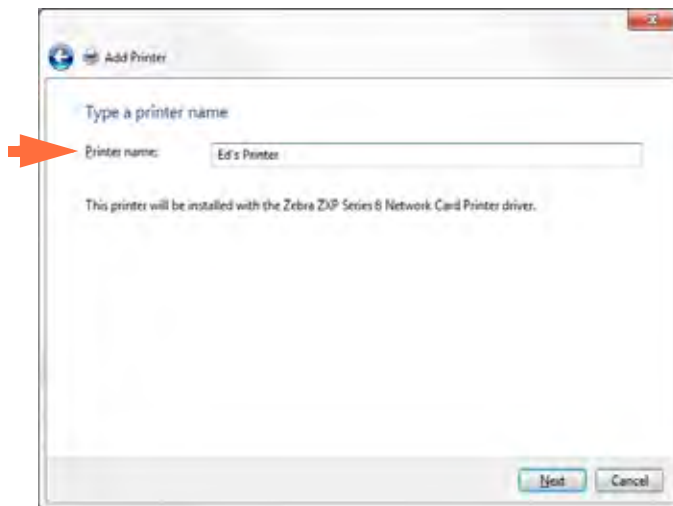 Add Printer
Type a printer name
Printer name: Ed's Printer
This printer will be installed with the Zebra ZXP Series 8 Network Card Printer driver.
Next Cancel